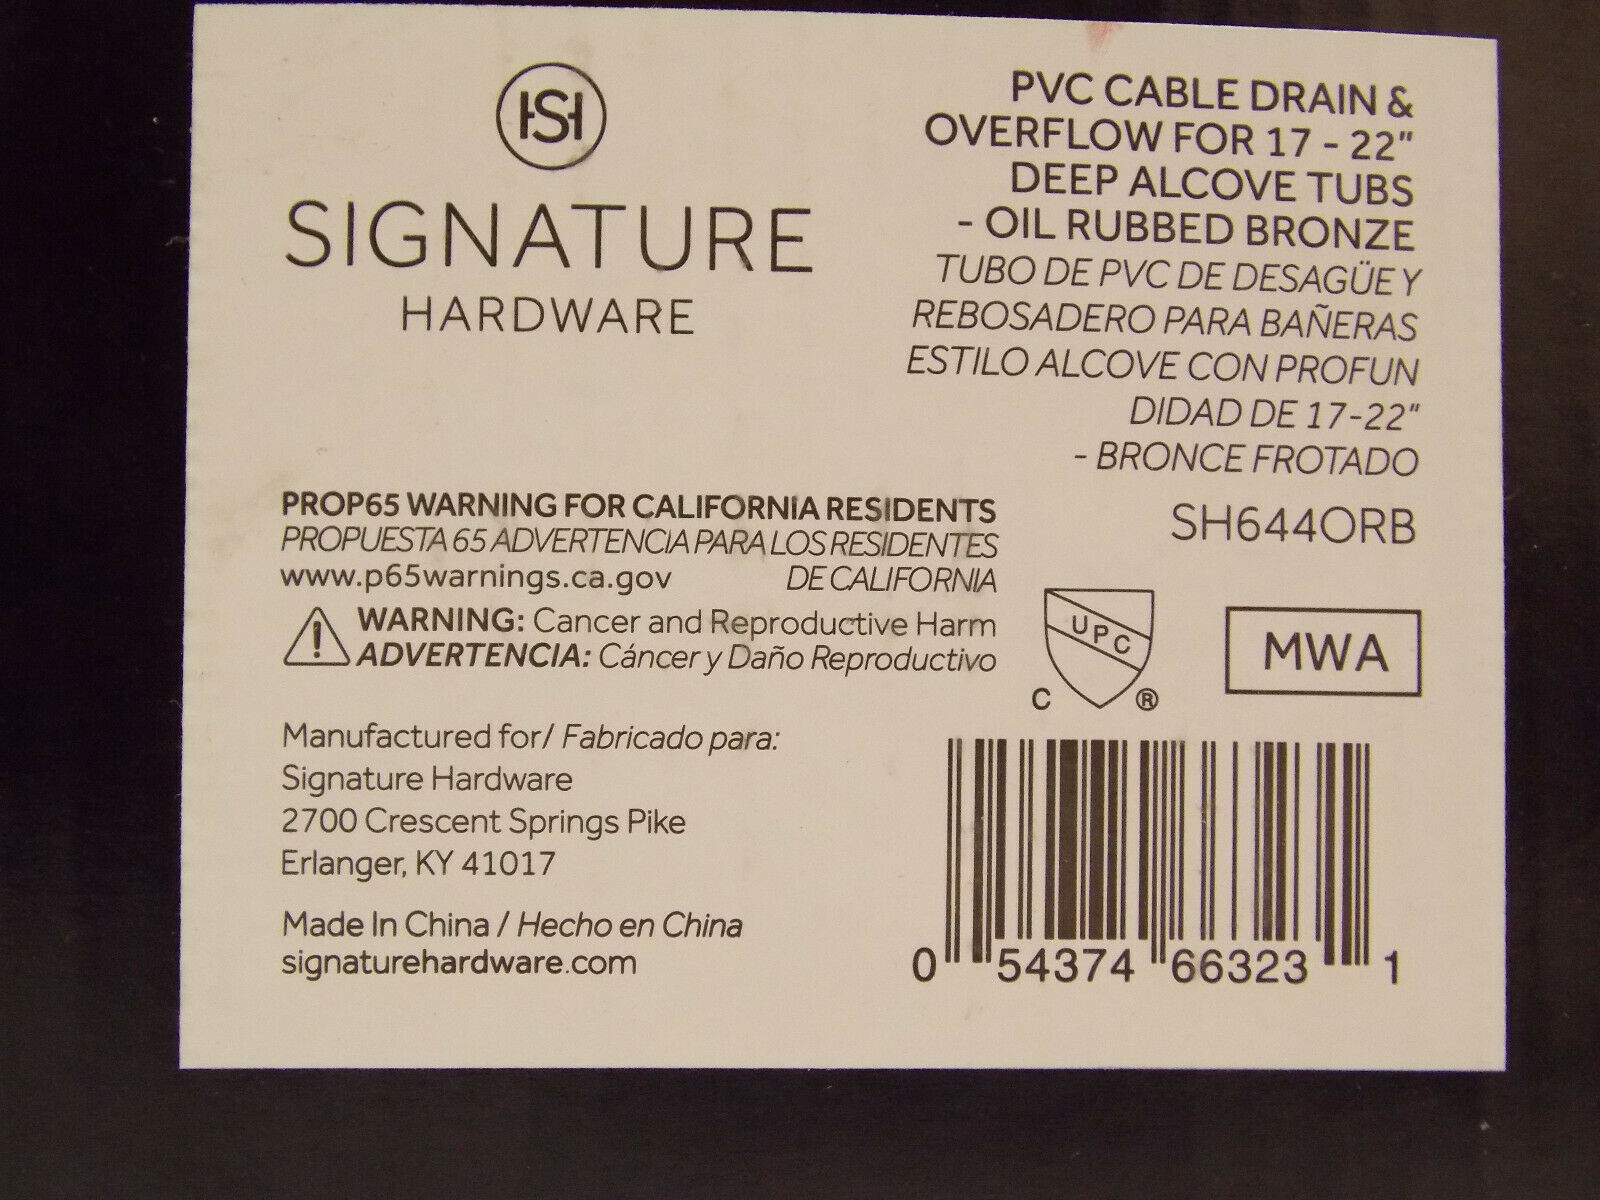 HSH
SIGNATURE
HARDWARE
PVC CABLE DRAIN &
OVERFLOW FOR 17 - 22"
DEEP ALCOVE TUBS
- OIL RUBBED BRONZE
TUBO DE PVC DE DESAGÜE Y
REBOSADERO PARA BAÑERAS
ESTILO ALCOVE CON PROFUN
DIDAD DE 17-22"
- BRONCE FROTADO
SH644ORB
PROP65 WARNING FOR CALIFORNIA RESIDENTS
PROPUESTA 65 ADVERTENCIA PARA LOS RESIDENTES
www.p65warnings.ca.gov DE CALIFORNIA
WARNING: Cancer and Reproductive Harm
ADVERTENCIA: Cáncer y Daño Reproductivo
UPC
C ®
MWA
Manufactured for/ Fabricado para:
Signature Hardware
2700 Crescent Springs Pike
Erlanger, KY 41017
Made In China / Hecho en China
signaturehardware.com
0 54374 66323 1